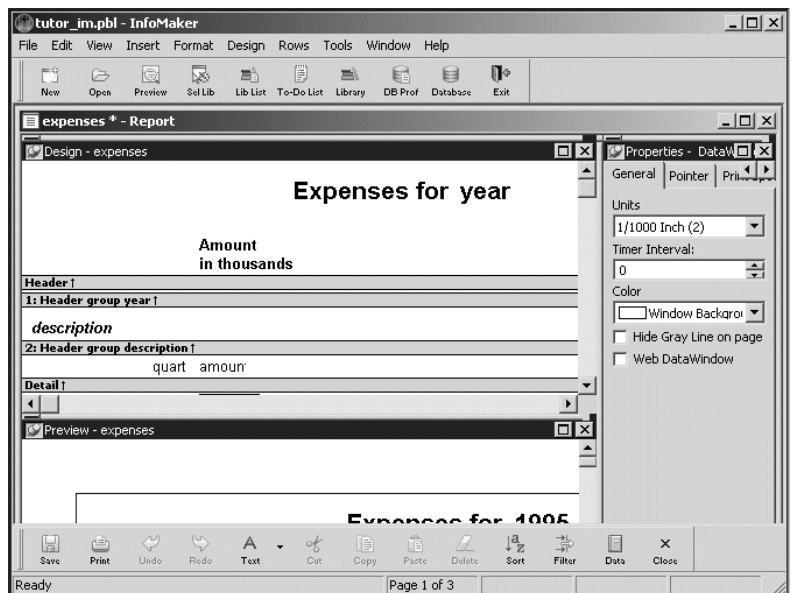 tutor_im.pbl - InfoMaker
File Edit View Insert Format Design Rows Tools Window Help
New Open Preview Sel Lib Lib List To-Do List Library DB Prof Database Exit
expenses * - Report
Design - expenses
Expenses for year
Amount
in thousands
Header ↑
1: Header group year ↑
description
2: Header group description ↑
quart amoun
Detail ↑
Properties - DataW
General Pointer Prin
Units
1/1000 Inch (2)
Timer Interval:
0
Color
Window Backgrou
Hide Gray Line on page
Web DataWindow
Preview - expenses
Expenses for 1995
Save Print Undo Redo Text Cut Copy Paste Delete Sort Filter Data Close
Ready Page 1 of 3